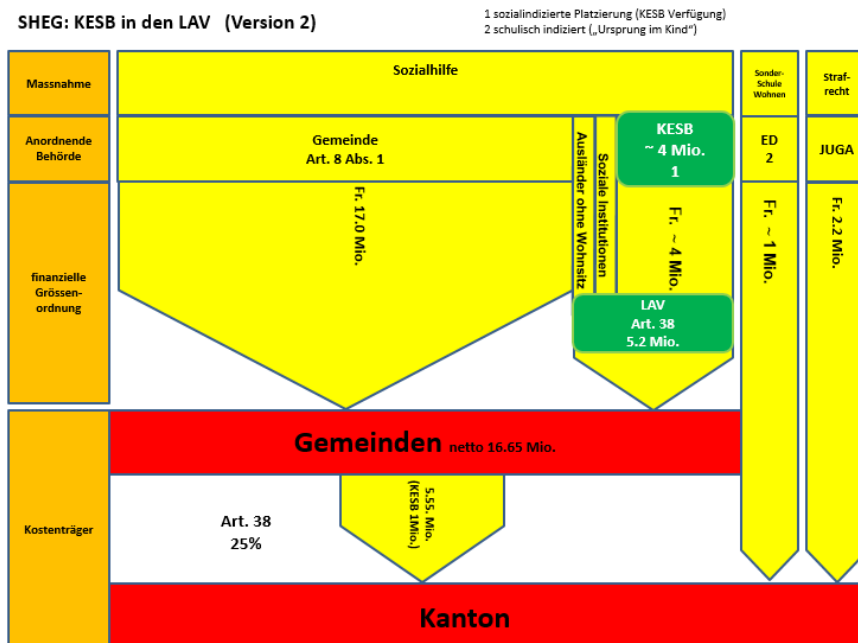 SHEG: KESB in den LAV (Version 2)
1 sozialindizierte Platzierung (KESB Verfügung)
2 schulisch indiziert („Ursprung im Kind“)
Massnahme
Sozialhilfe
Sonder-
Schule
Wohnen
Straf-
recht
Anordnende
Behörde
Gemeinde
Art. 8 Abs. 1
Ausländer ohne Wohnsitz
Soziale Institutionen
KESB
~ 4 Mio.
1
ED
2
JUGA
finanzielle
Grössen-
ordnung
Fr. 17.0 Mio.
Fr. ~ 4 Mio.
Fr. ~ 1 Mio.
Fr. 2.2 Mio.
LAV
Art. 38
5.2 Mio.
Gemeinden netto 16.65 Mio.
Kostenträger
Art. 38
25%
5.55. Mio.
(KESB 1Mio.)
Kanton